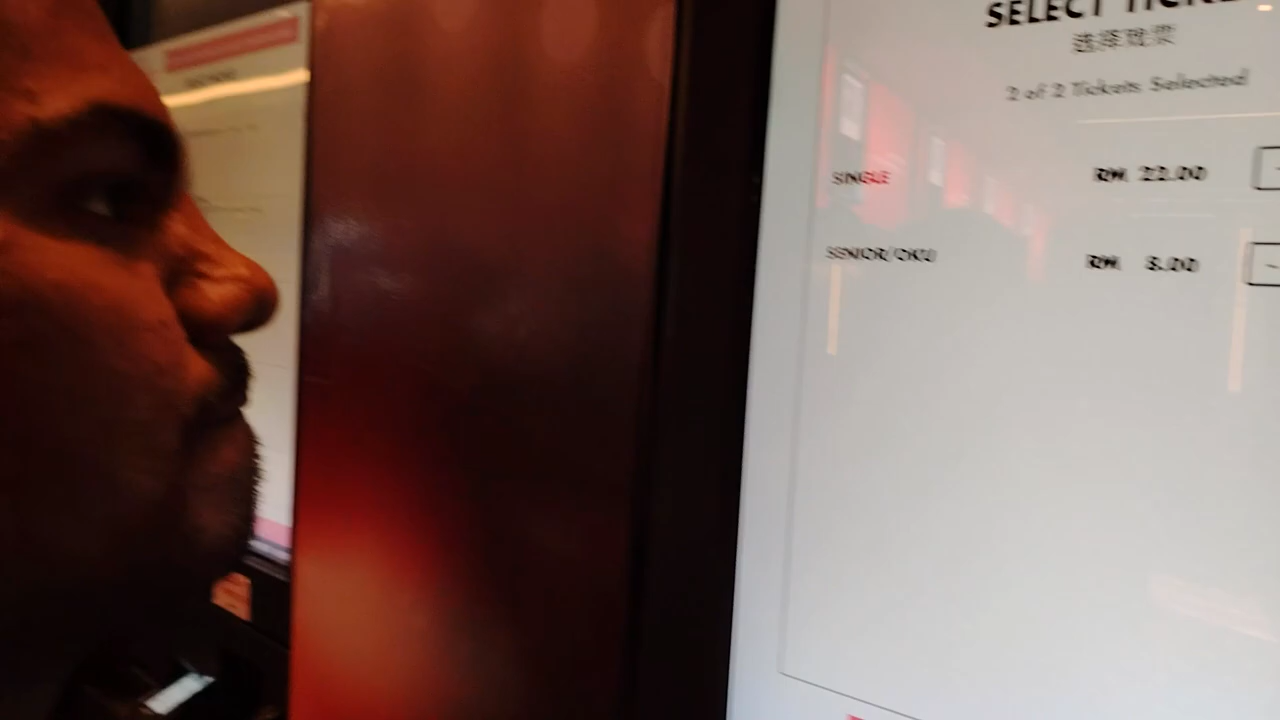 SELECT TICKE
选择戏票
2 of 2 Tickets Selected
SINGLE RM 22.00
SENIOR/OKU RM 8.00